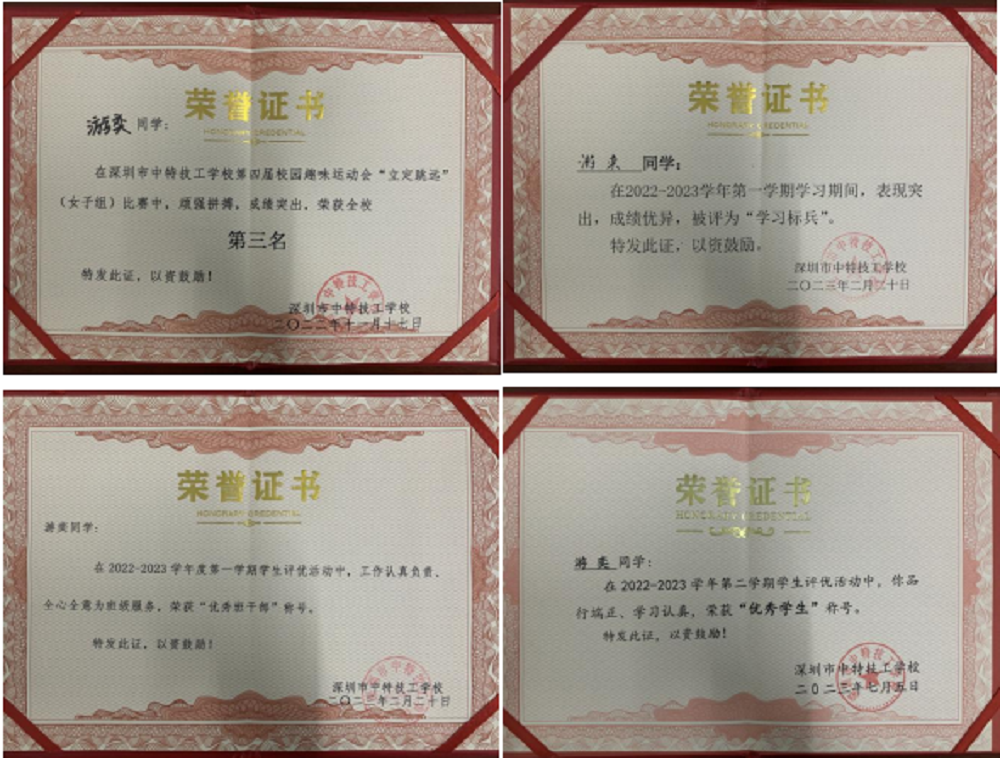 荣誉证书
HONORARY CREDENTIAL
游奕 同学：
在深圳市中特技工学校第四届校园趣味运动会“立定跳远”
（女子组）比赛中，顽强拼搏，成绩突出，荣获全校
第三名
特发此证，以资鼓励！
深圳市中特技工学校
二〇二二年十一月十七日
荣誉证书
HONORARY CREDENTIAL
游奕 同学：
在2022-2023学年第一学期学习期间，表现突
出，成绩优异，被评为“学习标兵”。
特发此证，以资鼓励。
深圳市中特技工学校
二〇二三年二月二十日
荣誉证书
HONORARY CREDENTIAL
游奕同学：
在2022-2023学年度第一学期学生评优活动中，工作认真负责、
全心全意为班级服务，荣获“优秀班干部”称号。
特发此证，以资鼓励！
深圳市中特技工学校
二〇二三年二月二十日
荣誉证书
HONORARY CREDENTIAL
游奕 同学：
在2022-2023学年第二学期学生评优活动中，你品
行端正、学习认真，荣获“优秀学生”称号。
特发此证，以资鼓励！
深圳市中特技工学校
二〇二三年七月五日